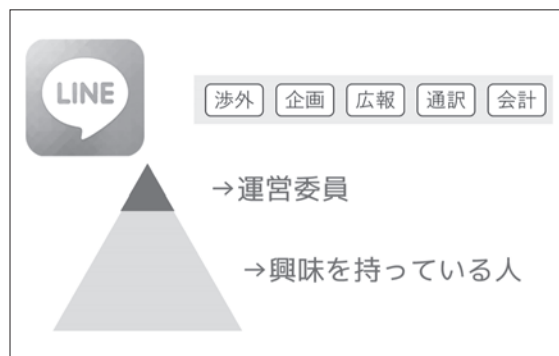 LINE
渉外 企画 広報 通訳 会計
→運営委員
→興味を持っている人